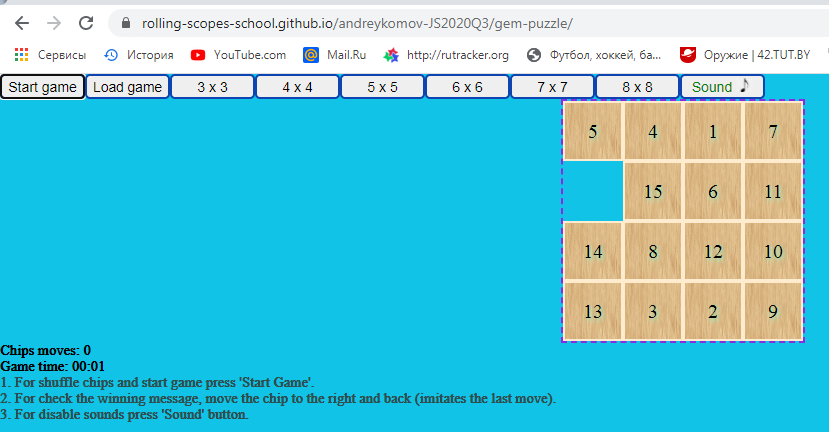 rolling-scopes-school.github.io/andreykomov-JS2020Q3/gem-puzzle/
Сервисы История YouTube.com Mail.Ru http://rutracker.org Футбол, хоккей, ба... Оружие | 42.TUT.BY
Start game Load game 3 x 3 4 x 4 5 x 5 6 x 6 7 x 7 8 x 8 Sound 🎵
5 4 1 7
15 6 11
14 8 12 10
13 3 2 9
Chips moves: 0
Game time: 00:01
1. For shuffle chips and start game press 'Start Game'.
2. For check the winning message, move the chip to the right and back (imitates the last move).
3. For disable sounds press 'Sound' button.